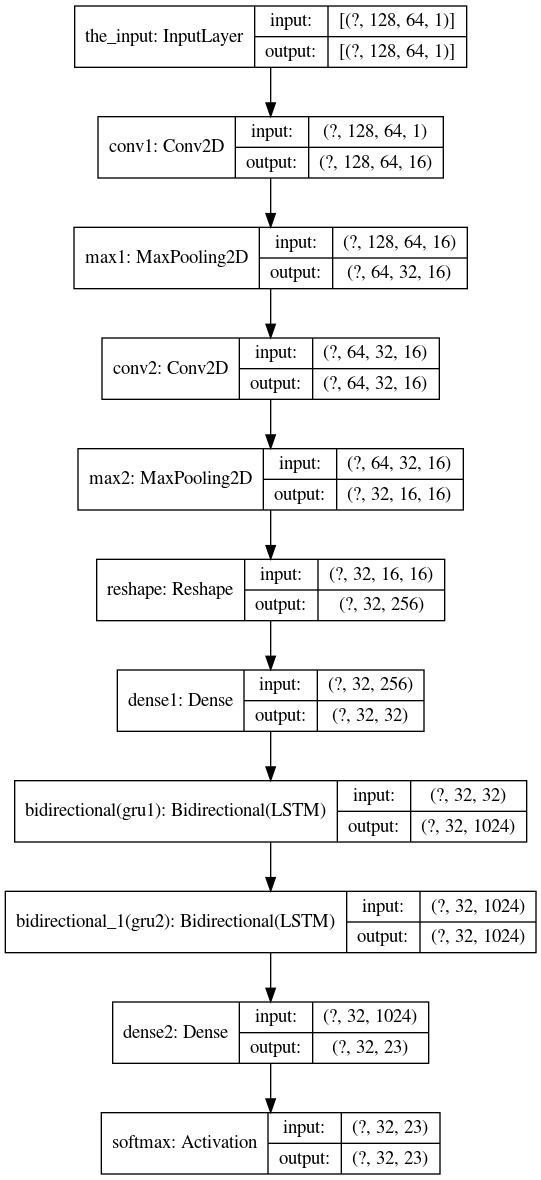 the_input: InputLayer input: [(?, 128, 64, 1)]
output: [(?, 128, 64, 1)]
conv1: Conv2D input: (?, 128, 64, 1)
output: (?, 128, 64, 16)
max1: MaxPooling2D input: (?, 128, 64, 16)
output: (?, 64, 32, 16)
conv2: Conv2D input: (?, 64, 32, 16)
output: (?, 64, 32, 16)
max2: MaxPooling2D input: (?, 64, 32, 16)
output: (?, 32, 16, 16)
reshape: Reshape input: (?, 32, 16, 16)
output: (?, 32, 256)
dense1: Dense input: (?, 32, 256)
output: (?, 32, 32)
bidirectional(gru1): Bidirectional(LSTM) input: (?, 32, 32)
output: (?, 32, 1024)
bidirectional_1(gru2): Bidirectional(LSTM) input: (?, 32, 1024)
output: (?, 32, 1024)
dense2: Dense input: (?, 32, 1024)
output: (?, 32, 23)
softmax: Activation input: (?, 32, 23)
output: (?, 32, 23)